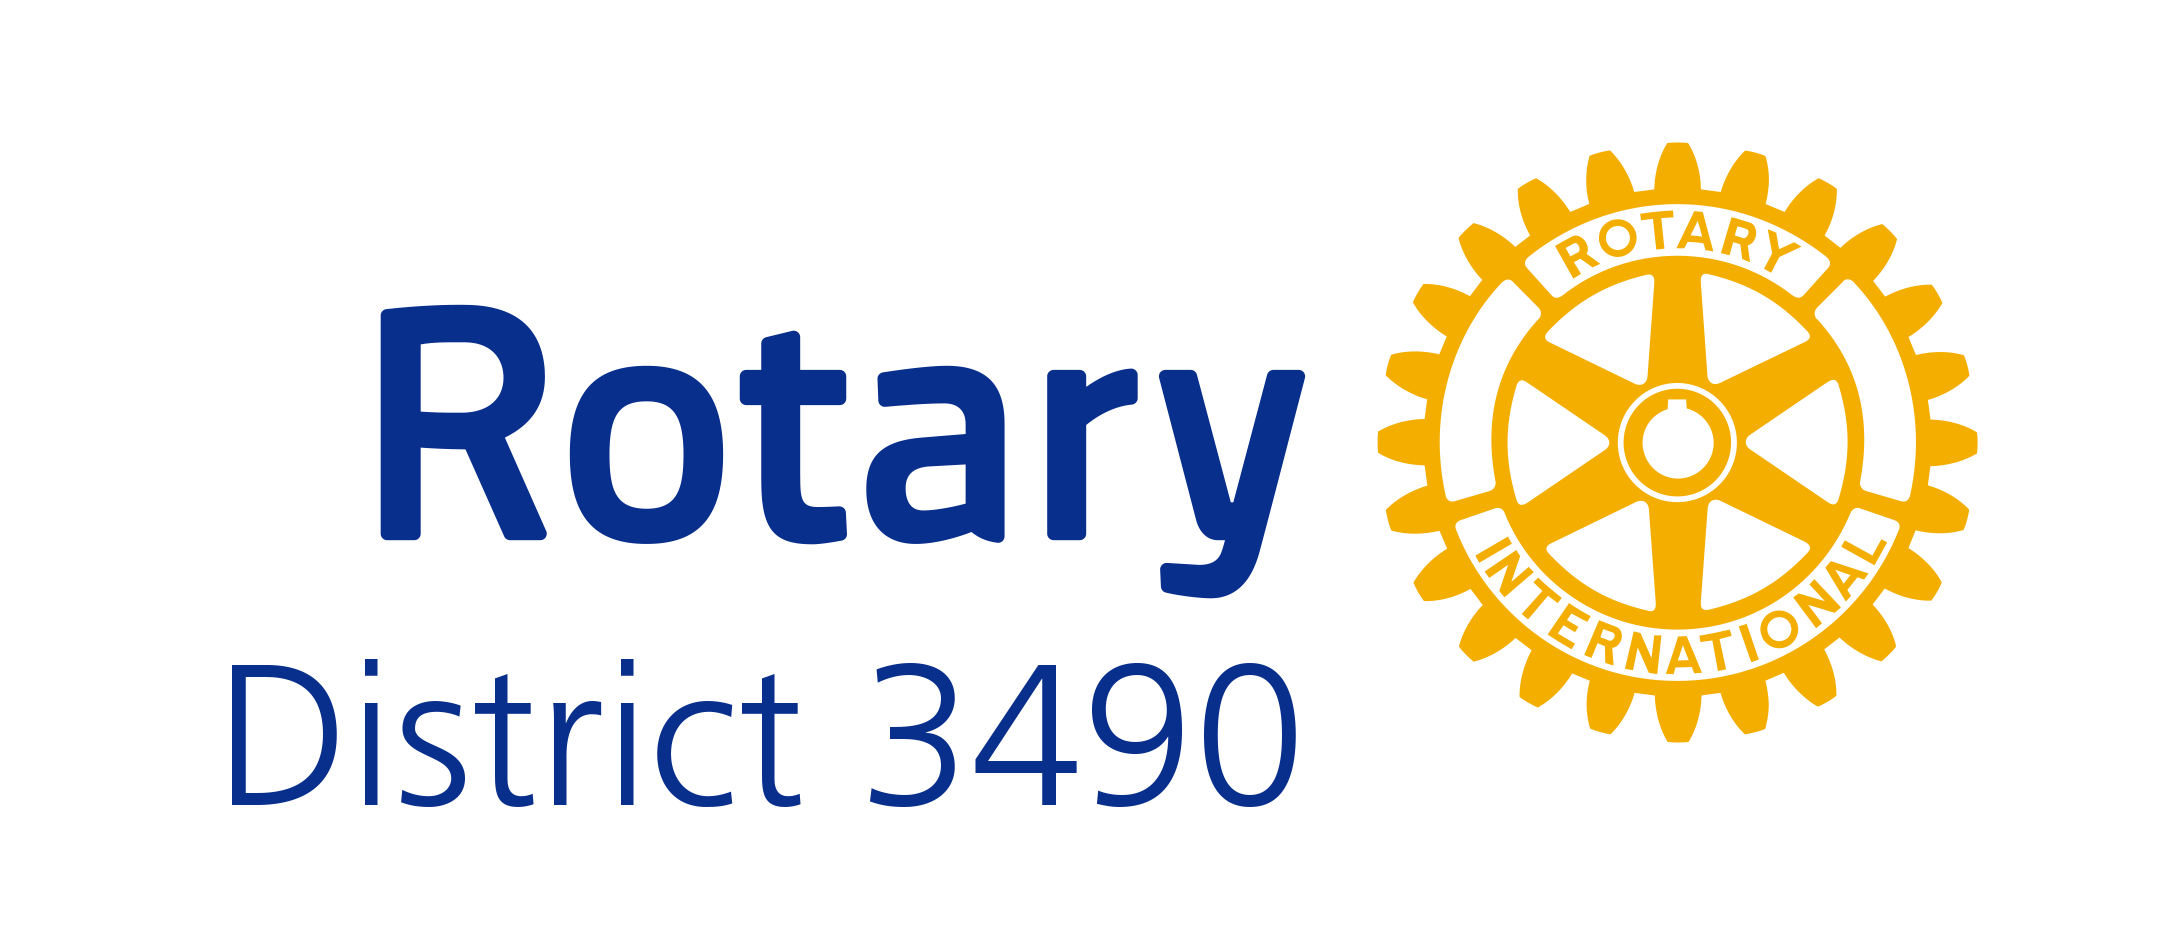 Rotary
District 3490
ROTARY
INTERNATIONAL